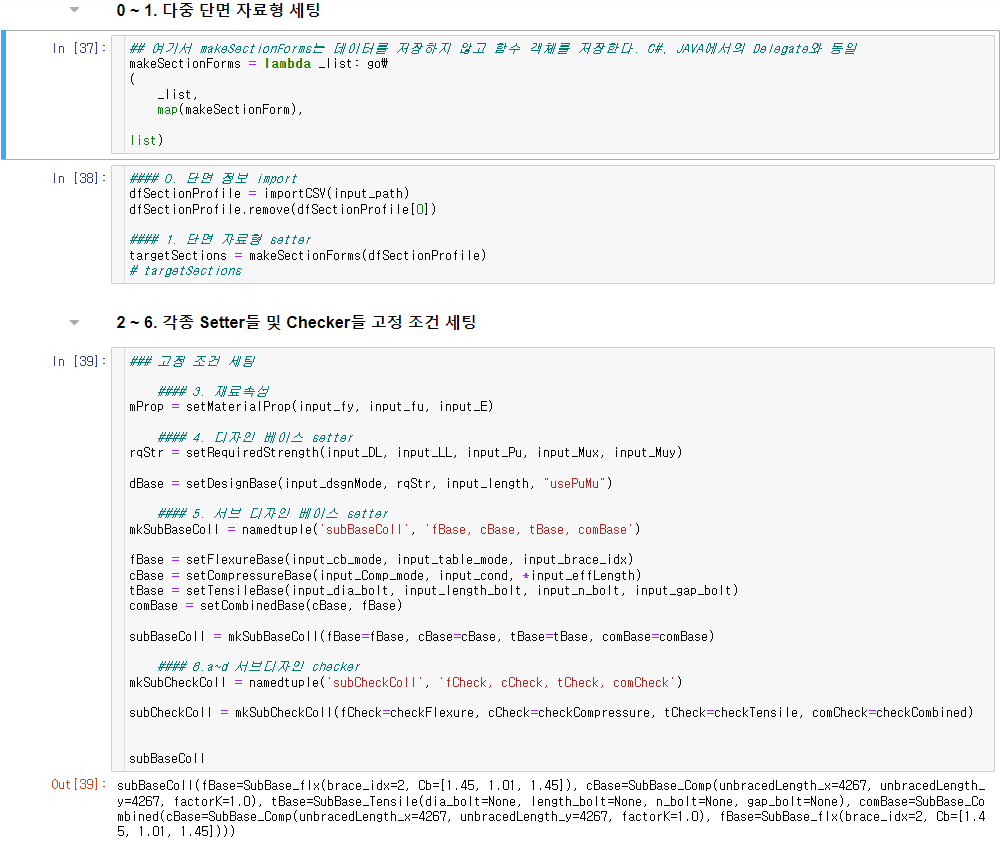 0 ~ 1. 다중 단면 자료형 세팅
In [37]:
## 여기서 makeSectionForms는 데이터를 저장하지 않고 함수 객체를 저장한다. C#, JAVA에서의 Delegate와 동일
makeSectionForms = lambda _list: go₩
(
    _list,
    map(makeSectionForm),
list)
In [38]:
#### 0. 단면 정보 import
dfSectionProfile = importCSV(input_path)
dfSectionProfile.remove(dfSectionProfile[0])
#### 1. 단면 자료형 setter
targetSections = makeSectionForms(dfSectionProfile)
# targetSections
2 ~ 6. 각종 Setter들 및 Checker들 고정 조건 세팅
In [39]:
### 고정 조건 세팅
    #### 3. 재료속성
mProp = setMaterialProp(input_fy, input_fu, input_E)
    #### 4. 디자인 베이스 setter
rqStr = setRequiredStrength(input_DL, input_LL, input_Pu, input_Mux, input_Muy)
dBase = setDesignBase(input_dsgnMode, rqStr, input_length, "usePuMu")
    #### 5. 서브 디자인 베이스 setter
mkSubBaseColl = namedtuple('subBaseColl', 'fBase, cBase, tBase, comBase')
fBase = setFlexureBase(input_cb_mode, input_table_mode, input_brace_idx)
cBase = setCompressureBase(input_Comp_mode, input_cond, *input_effLength)
tBase = setTensileBase(input_dia_bolt, input_length_bolt, input_n_bolt, input_gap_bolt)
comBase = setCombinedBase(cBase, fBase)
subBaseColl = mkSubBaseColl(fBase=fBase, cBase=cBase, tBase=tBase, comBase=comBase)
    #### 6.a~d 서브디자인 checker
mkSubCheckColl = namedtuple('subCheckColl', 'fCheck, cCheck, tCheck, comCheck')
subCheckColl = mkSubCheckColl(fCheck=checkFlexure, cCheck=checkCompressure, tCheck=checkTensile, comCheck=checkCombined)
subBaseColl
Out[39]:
subBaseColl(fBase=SubBase_flx(brace_idx=2, Cb=[1.45, 1.01, 1.45]), cBase=SubBase_Comp(unbracedLength_x=4267, unbracedLength_
y=4267, factorK=1.0), tBase=SubBase_Tensile(dia_bolt=None, length_bolt=None, n_bolt=None, gap_bolt=None), comBase=SubBase_Co
mbined(cBase=SubBase_Comp(unbracedLength_x=4267, unbracedLength_y=4267, factorK=1.0), fBase=SubBase_flx(brace_idx=2, Cb=[1.4
5, 1.01, 1.45])))